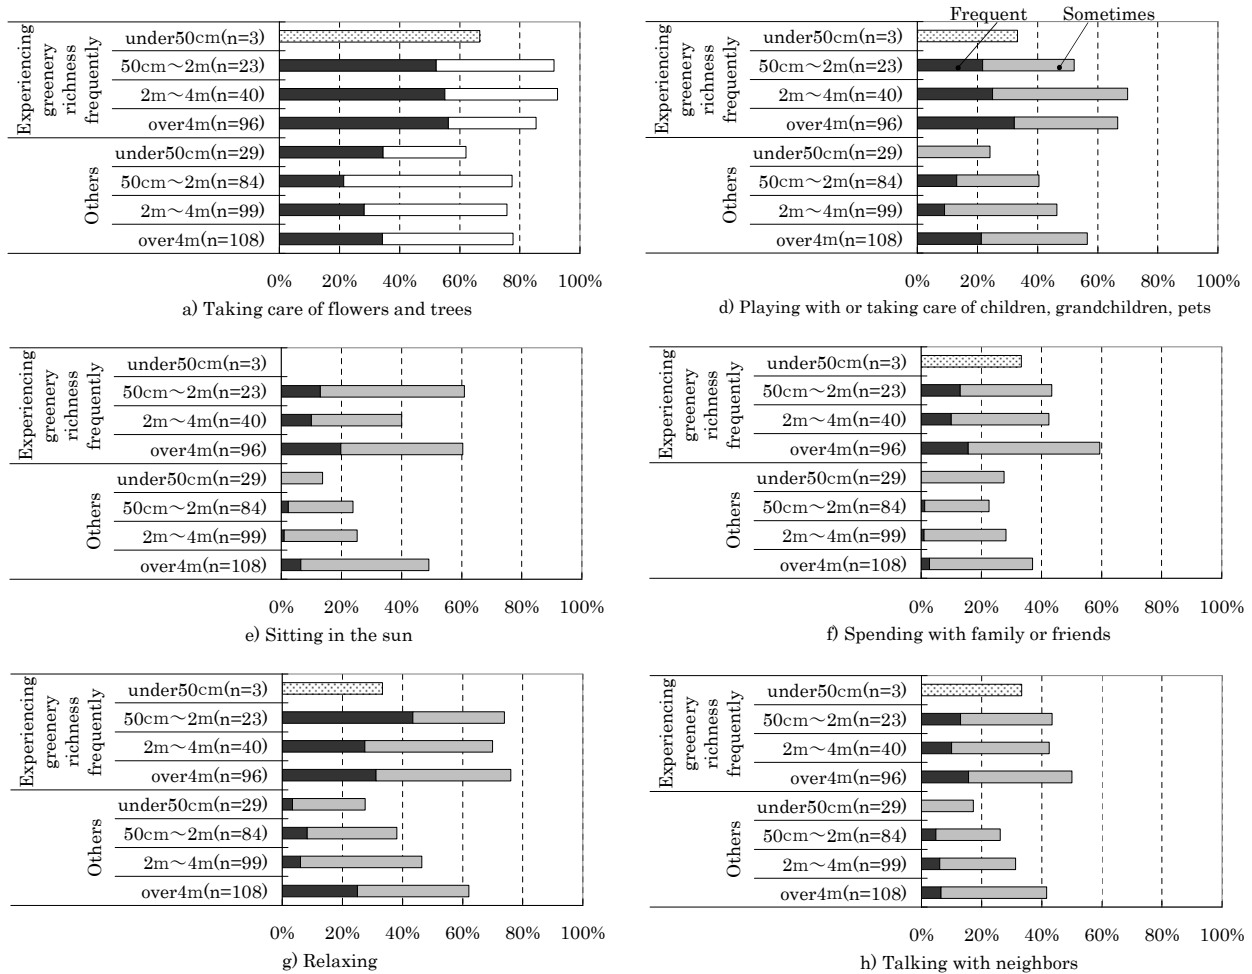 Experiencing
greenery
richness
frequently
under50cm(n=3)
50cm~2m(n=23)
2m~4m(n=40)
over4m(n=96)
Others
under50cm(n=29)
50cm~2m(n=84)
2m~4m(n=99)
over4m(n=108)
0% 20% 40% 60% 80% 100%
a) Taking care of flowers and trees
Frequent Sometimes
Experiencing
greenery
richness
frequently
under50cm(n=3)
50cm~2m(n=23)
2m~4m(n=40)
over4m(n=96)
Others
under50cm(n=29)
50cm~2m(n=84)
2m~4m(n=99)
over4m(n=108)
0% 20% 40% 60% 80% 100%
d) Playing with or taking care of children, grandchildren, pets
Experiencing
greenery
richness
frequently
under50cm(n=3)
50cm~2m(n=23)
2m~4m(n=40)
over4m(n=96)
Others
under50cm(n=29)
50cm~2m(n=84)
2m~4m(n=99)
over4m(n=108)
0% 20% 40% 60% 80% 100%
e) Sitting in the sun
Experiencing
greenery
richness
frequently
under50cm(n=3)
50cm~2m(n=23)
2m~4m(n=40)
over4m(n=96)
Others
under50cm(n=29)
50cm~2m(n=84)
2m~4m(n=99)
over4m(n=108)
0% 20% 40% 60% 80% 100%
f) Spending with family or friends
Experiencing
greenery
richness
frequently
under50cm(n=3)
50cm~2m(n=23)
2m~4m(n=40)
over4m(n=96)
Others
under50cm(n=29)
50cm~2m(n=84)
2m~4m(n=99)
over4m(n=108)
0% 20% 40% 60% 80% 100%
g) Relaxing
Experiencing
greenery
richness
frequently
under50cm(n=3)
50cm~2m(n=23)
2m~4m(n=40)
over4m(n=96)
Others
under50cm(n=29)
50cm~2m(n=84)
2m~4m(n=99)
over4m(n=108)
0% 20% 40% 60% 80% 100%
h) Talking with neighbors